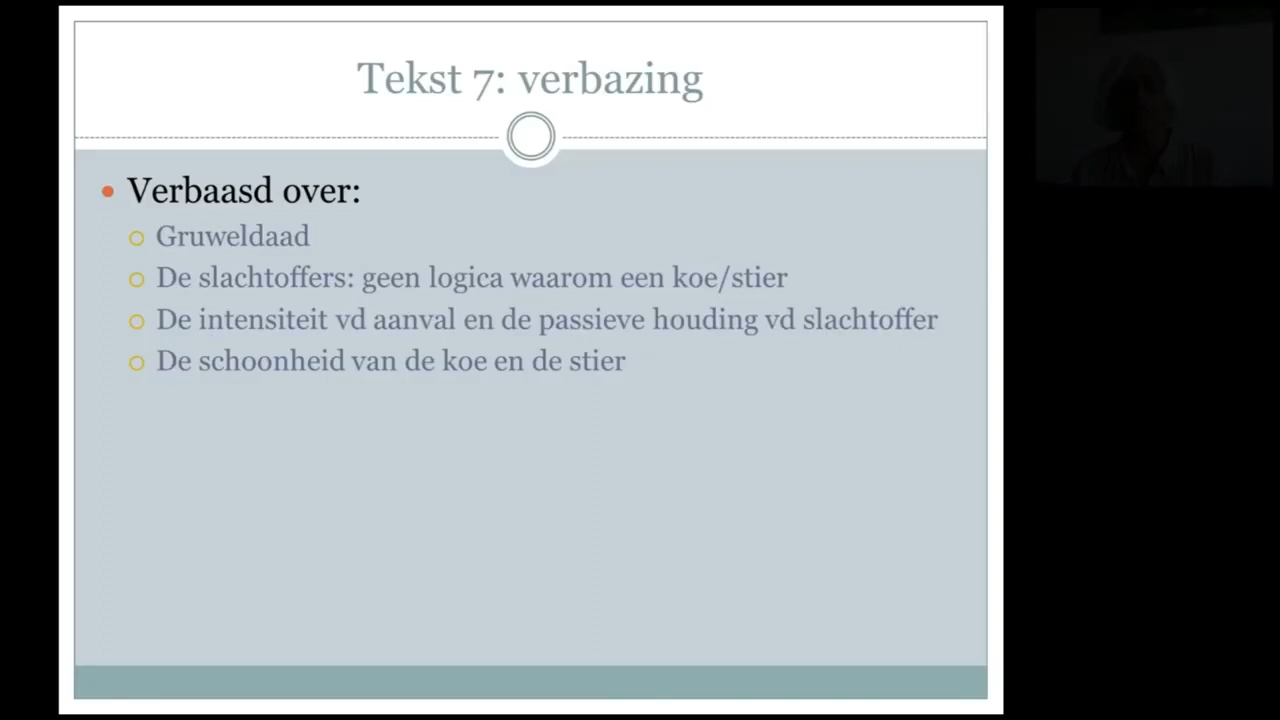 Tekst 7: verbazing
Verbaasd over:
Gruweldaad
De slachtoffers: geen logica waarom een koe/stier
De intensiteit vd aanval en de passieve houding vd slachtoffer
De schoonheid van de koe en de stier